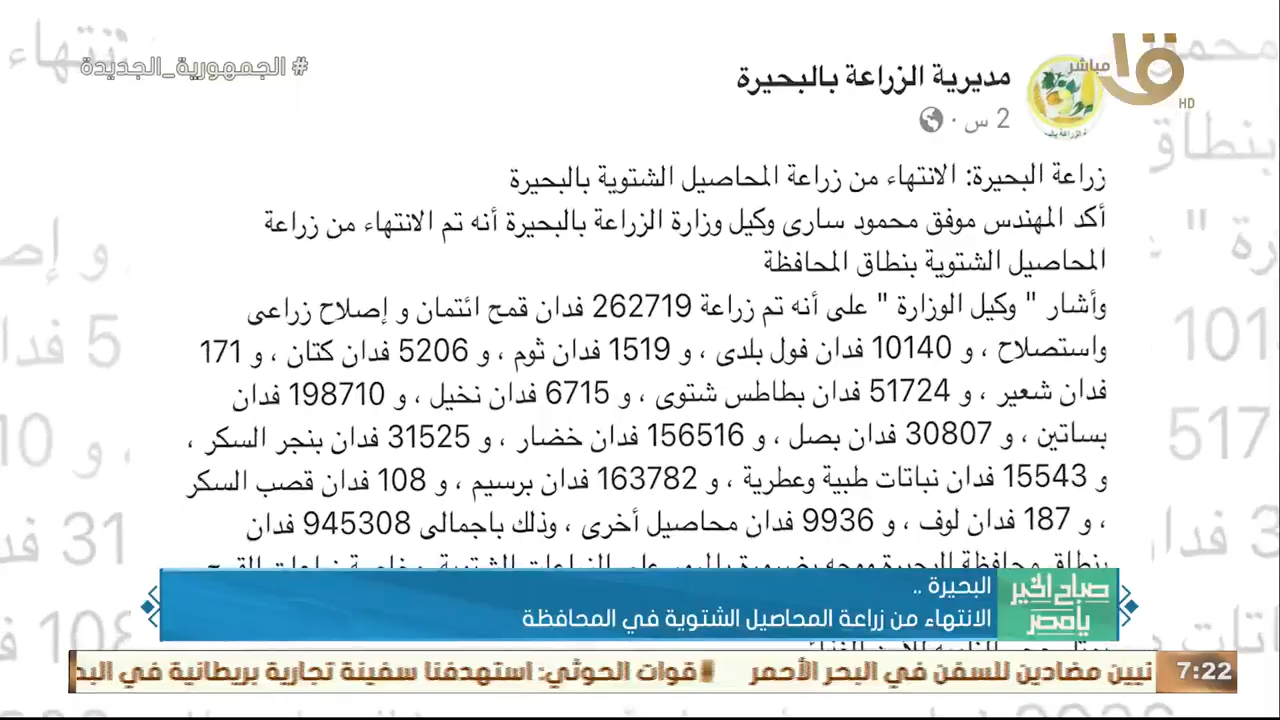 #الجمهورية_الجديدة
مباشر
HD
مديرية الزراعة بالبحيرة
2 س ·
زراعة البحيرة: الانتهاء من زراعة المحاصيل الشتوية بالبحيرة
أكد المهندس موفق محمود سارى وكيل وزارة الزراعة بالبحيرة أنه تم الانتهاء من زراعة
المحاصيل الشتوية بنطاق المحافظة
وأشار " وكيل الوزارة " على أنه تم زراعة 262719 فدان قمح ائتمان و إصلاح زراعى
واستصلاح ، و 10140 فدان فول بلدى ، و 1519 فدان ثوم ، و 5206 فدان كتان ، و 171
فدان شعير ، و 51724 فدان بطاطس شتوى ، و 6715 فدان نخيل ، و 198710 فدان
بساتين ، و 30807 فدان بصل ، و 156516 فدان خضار ، و 31525 فدان بنجر السكر ،
و 15543 فدان نباتات طبية وعطرية ، و 163782 فدان برسيم ، و 108 فدان قصب السكر
، و 187 فدان لوف ، و 9936 فدان محاصيل أخرى ، وذلك باجمالى 945308 فدان
صباح الخير
يا مصر
البحيرة ..
الانتهاء من زراعة المحاصيل الشتوية في المحافظة
7:22
نيين مضادين للسفن في البحر الأحمر #قوات الحوثي: استهدفنا سفينة تجارية بريطانية في البح